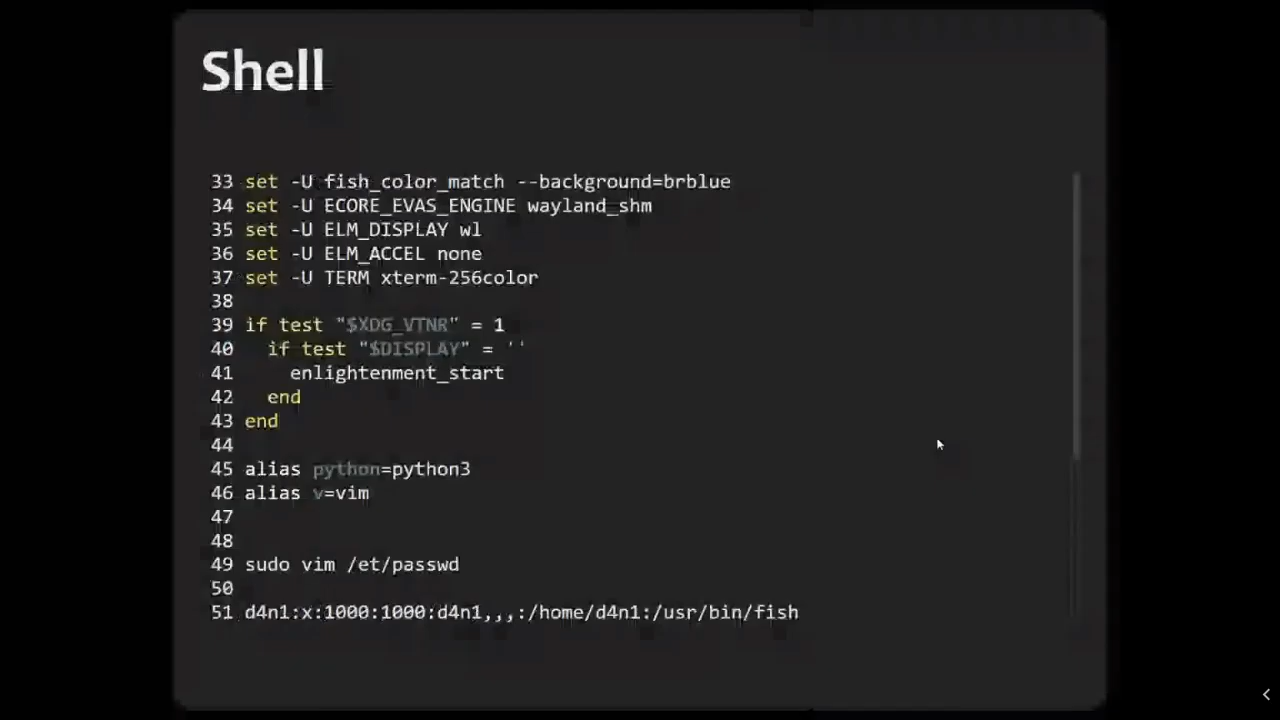 Shell
33 set -U fish_color_match --background=brblue
34 set -U ECORE_EVAS_ENGINE wayland_shm
35 set -U ELM_DISPLAY wl
36 set -U ELM_ACCEL none
37 set -U TERM xterm-256color
38
39 if test "$XDG_VTNR" = 1
40   if test "$DISPLAY" = ''
41     enlightenment_start
42   end
43 end
44
45 alias python=python3
46 alias v=vim
47
48
49 sudo vim /et/passwd
50
51 d4n1:x:1000:1000:d4n1,,,:/home/d4n1:/usr/bin/fish